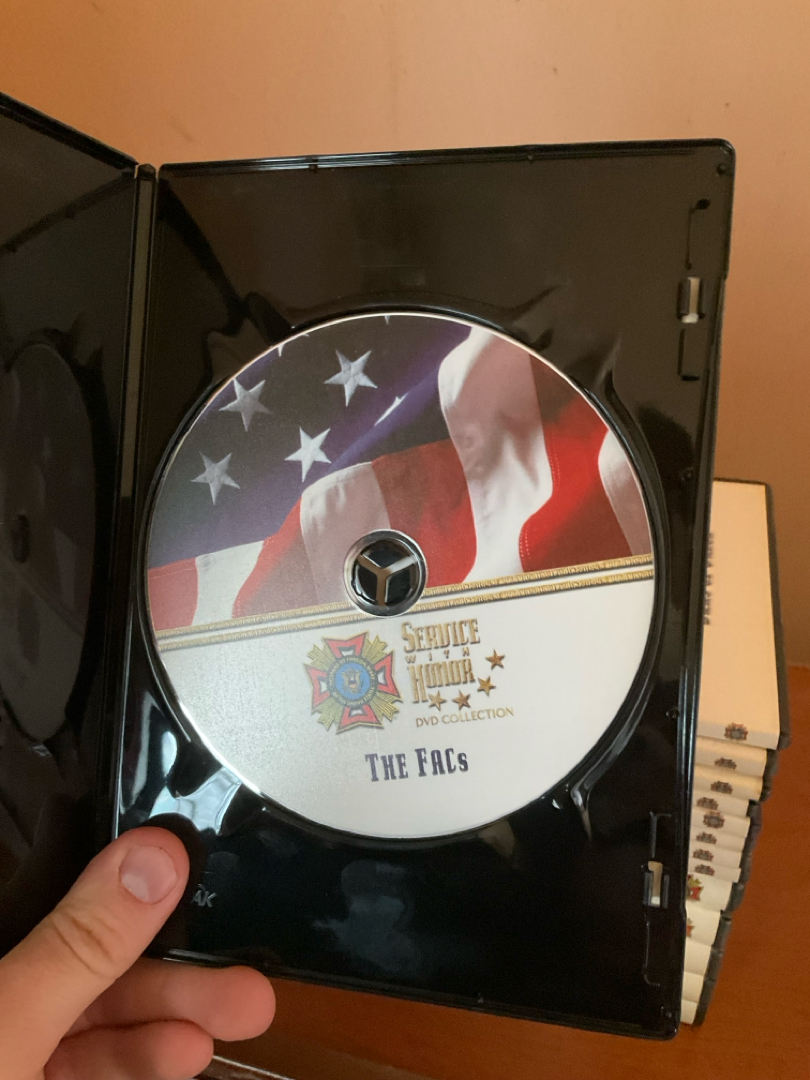 SERVICE
WITH
HONOR
DVD COLLECTION
THE FACS